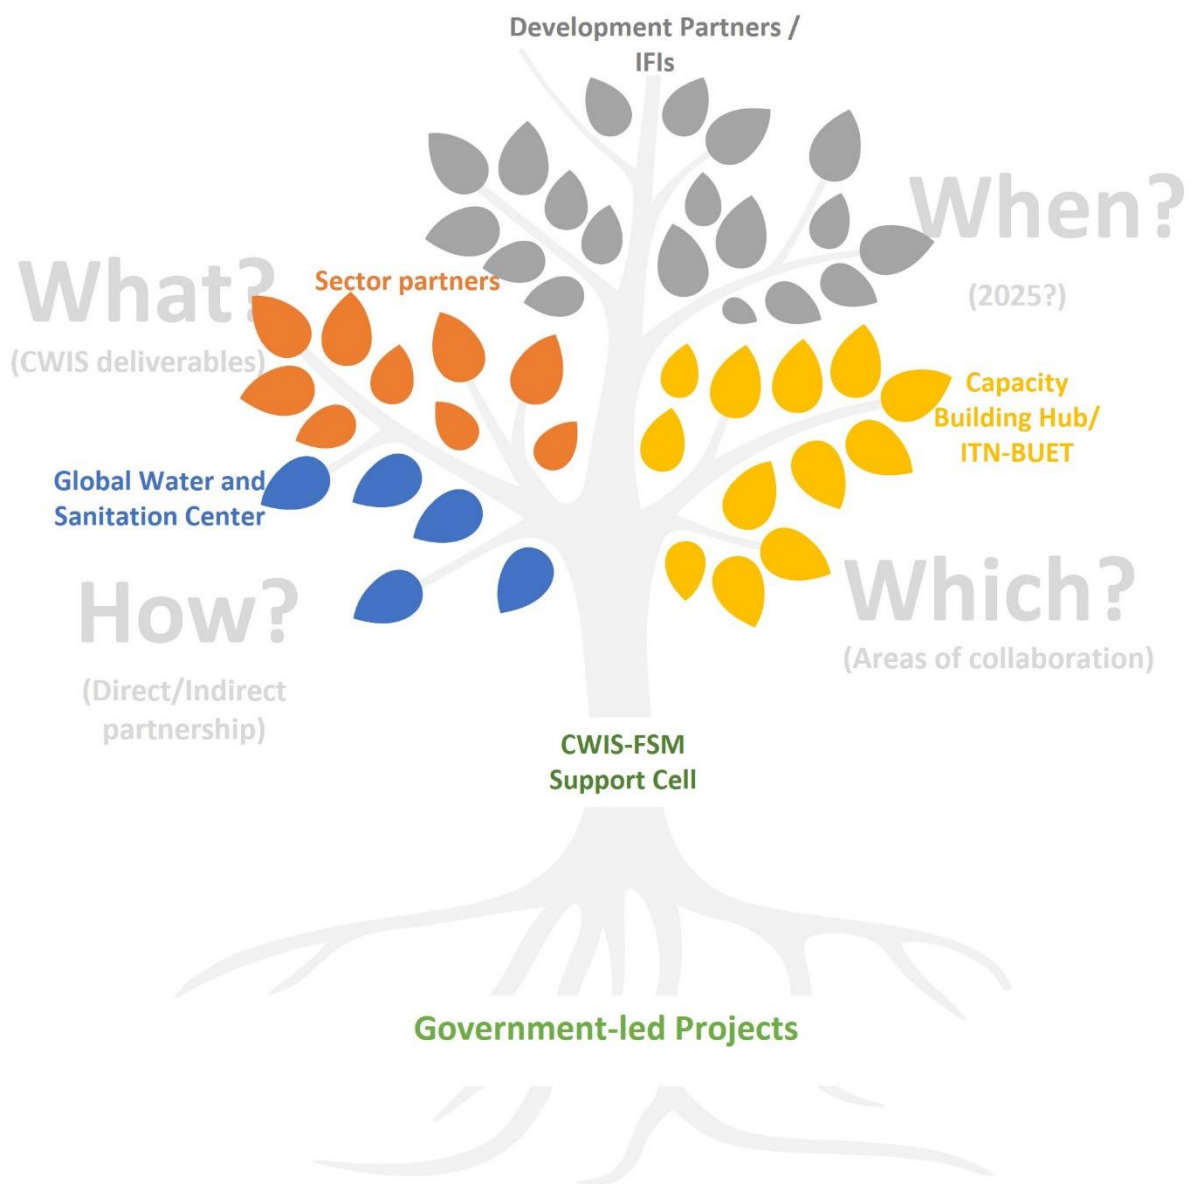 Development Partners /
IFIs
When?
(2025?)
What?
(CWIS deliverables)
Sector partners
Capacity
Building Hub/
ITN-BUET
Global Water and
Sanitation Center
How?
(Direct/Indirect
partnership)
Which?
(Areas of collaboration)
CWIS-FSM
Support Cell
Government-led Projects